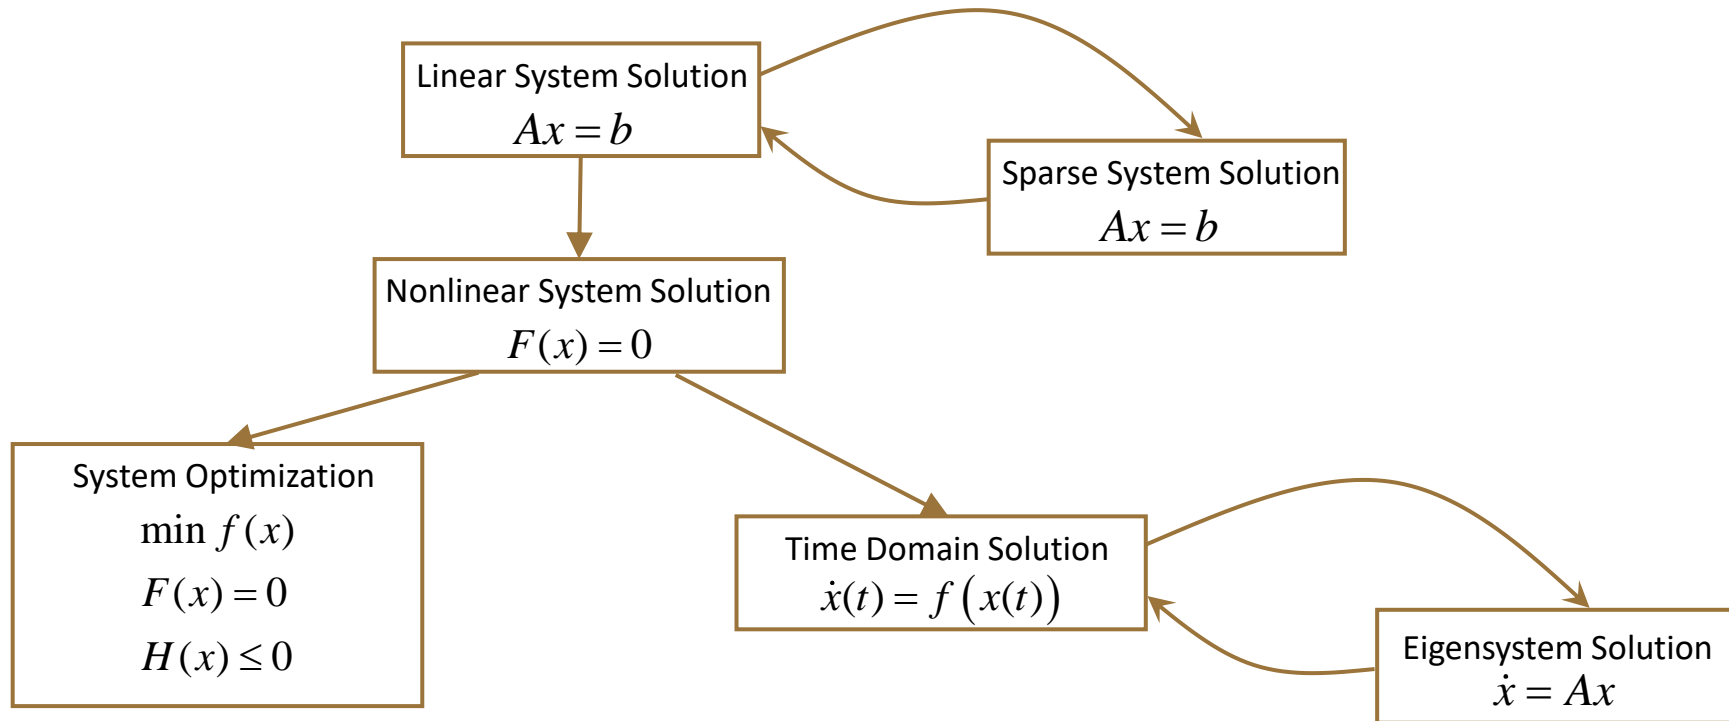 Linear System Solution
Ax = b
Sparse System Solution
Ax = b
Nonlinear System Solution
F(x) = 0
System Optimization
min f(x)
F(x) = 0
H(x) ≤ 0
Time Domain Solution
ẋ(t) = f(x(t))
Eigensystem Solution
ẋ = Ax